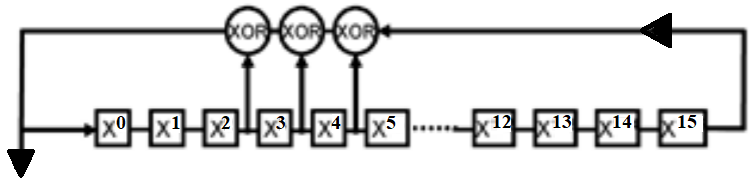 XOR XOR XOR
X⁰ X¹ X² X³ X⁴ X⁵ X¹² X¹³ X¹⁴ X¹⁵